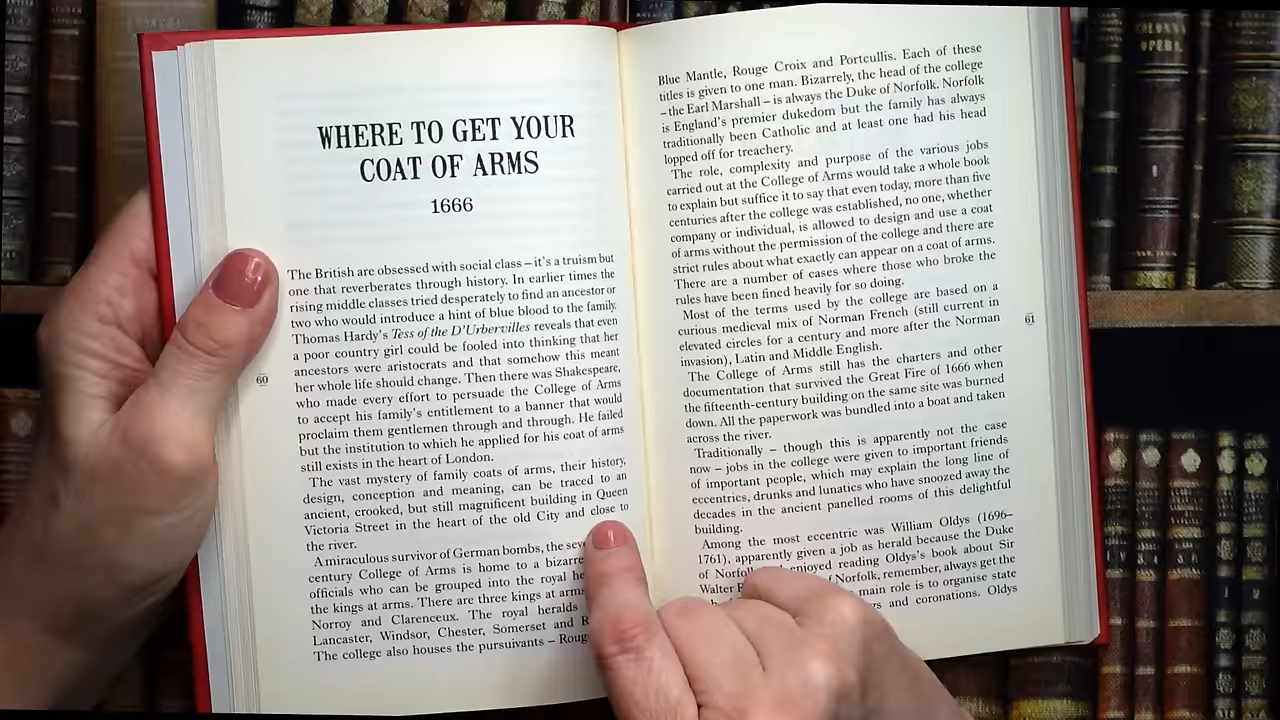 WHERE TO GET YOUR
COAT OF ARMS
1666
The British are obsessed with social class – it's a truism but
one that reverberates through history. In earlier times the
rising middle classes tried desperately to find an ancestor or
two who would introduce a hint of blue blood to the family.
Thomas Hardy's Tess of the D'Urbervilles reveals that even
a poor country girl could be fooled into thinking that her
ancestors were aristocrats and that somehow this meant
her whole life should change. Then there was Shakespeare,
who made every effort to persuade the College of Arms
to accept his family's entitlement to a banner that would
proclaim them gentlemen through and through. He failed
but the institution to which he applied for his coat of arms
still exists in the heart of London.
The vast mystery of family coats of arms, their history,
design, conception and meaning, can be traced to an
ancient, crooked, but still magnificent building in Queen
Victoria Street in the heart of the old City and close to
the river.
A miraculous survivor of German bombs, the
century College of Arms is home to a bizarre
officials who can be grouped into the royal
the kings at arms. There are three kings at arms
Norroy and Clarenceux. The royal heralds
Lancaster, Windsor, Chester, Somerset and
The college also houses the pursuivants –
60
Blue Mantle, Rouge Croix and Portcullis. Each of these
titles is given to one man. Bizarrely, the head of the college
– the Earl Marshall – is always the Duke of Norfolk. Norfolk
is England's premier dukedom but the family has always
traditionally been Catholic and at least one had his head
lopped off for treachery.
The role, complexity and purpose of the various jobs
carried out at the College of Arms would take a whole book
to explain but suffice it to say that even today, more than five
centuries after the college was established, no one, whether
company or individual, is allowed to design and use a coat
of arms without the permission of the college and there are
strict rules about what exactly can appear on a coat of arms.
There are a number of cases where those who broke the
rules have been fined heavily for so doing.
Most of the terms used by the college are based on a
curious medieval mix of Norman French (still current in
elevated circles for a century and more after the Norman
invasion), Latin and Middle English.
The College of Arms still has the charters and other
documentation that survived the Great Fire of 1666 when
the fifteenth-century building on the same site was burned
down. All the paperwork was bundled into a boat and taken
across the river.
Traditionally – though this is apparently not the case
now – jobs in the college were given to important friends
of important people, which may explain the long line of
eccentrics, drunks and lunatics who have snoozed away the
decades in the ancient panelled rooms of this delightful
building.
Among the most eccentric was William Oldys (1696–
1761), apparently given a job as herald because the Duke
of Norfolk enjoyed reading Oldys's book about Sir
Walter Norfolk, remember, always get the
main role is to organise state
and coronations. Oldys
61
COLONNA
OPERA.